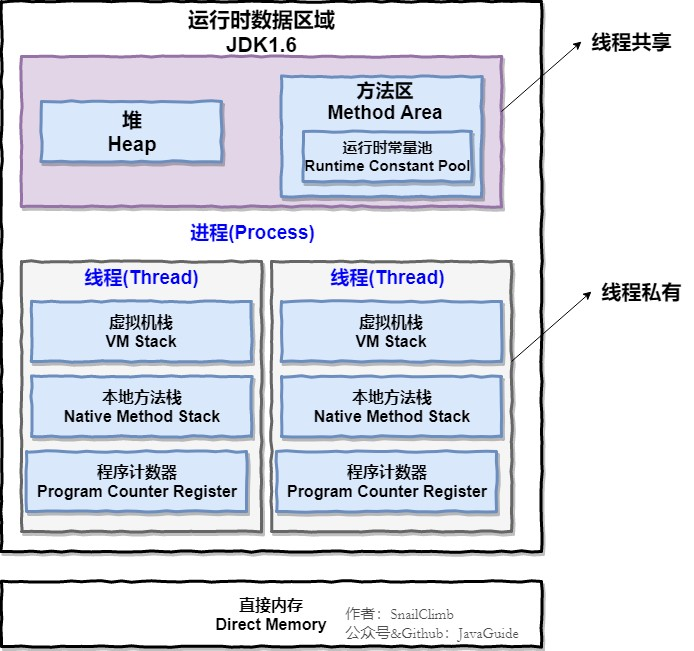 运行时数据区域
JDK1.6
线程共享
堆
Heap
方法区
Method Area
运行时常量池
Runtime Constant Pool
进程(Process)
线程(Thread)
虚拟机栈
VM Stack
本地方法栈
Native Method Stack
程序计数器
Program Counter Register
线程(Thread)
虚拟机栈
VM Stack
本地方法栈
Native Method Stack
程序计数器
Program Counter Register
线程私有
直接内存
Direct Memory
作者：SnailClimb
公众号&Github：JavaGuide